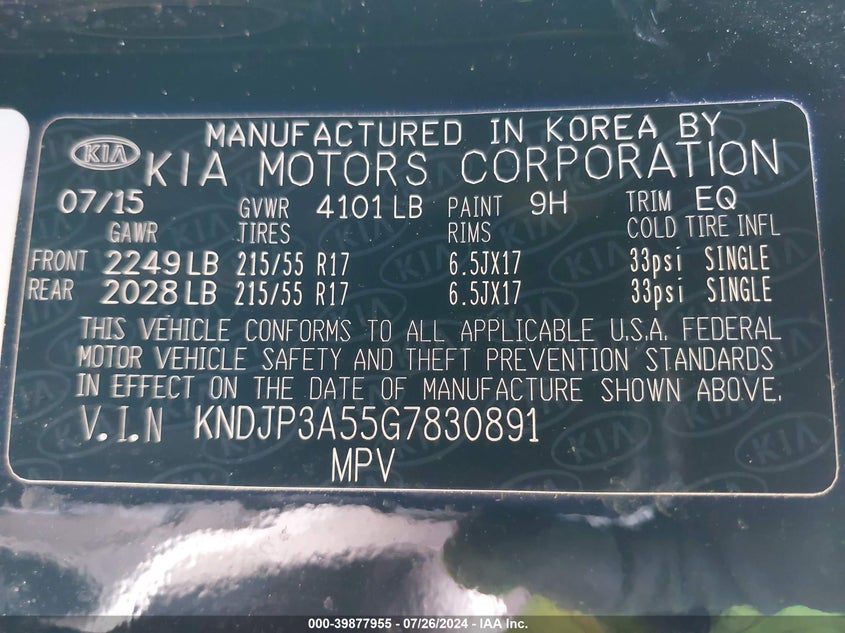 MANUFACTURED IN KOREA BY
KIA KIA MOTORS CORPORATION
07/15 GVWR 4101 LB PAINT 9H TRIM EQ
GAWR TIRES RIMS COLD TIRE INFL
FRONT 2249 LB 215/55 R17 6.5JX17 33psi SINGLE
REAR 2028 LB 215/55 R17 6.5JX17 33psi SINGLE
THIS VEHICLE CONFORMS TO ALL APPLICABLE U.S.A. FEDERAL
MOTOR VEHICLE SAFETY AND THEFT PREVENTION STANDARDS
IN EFFECT ON THE DATE OF MANUFACTURE SHOWN ABOVE.
V.I.N KNDJP3A55G7830891
MPV
000-39877955 - 07/26/2024 - IAA Inc.